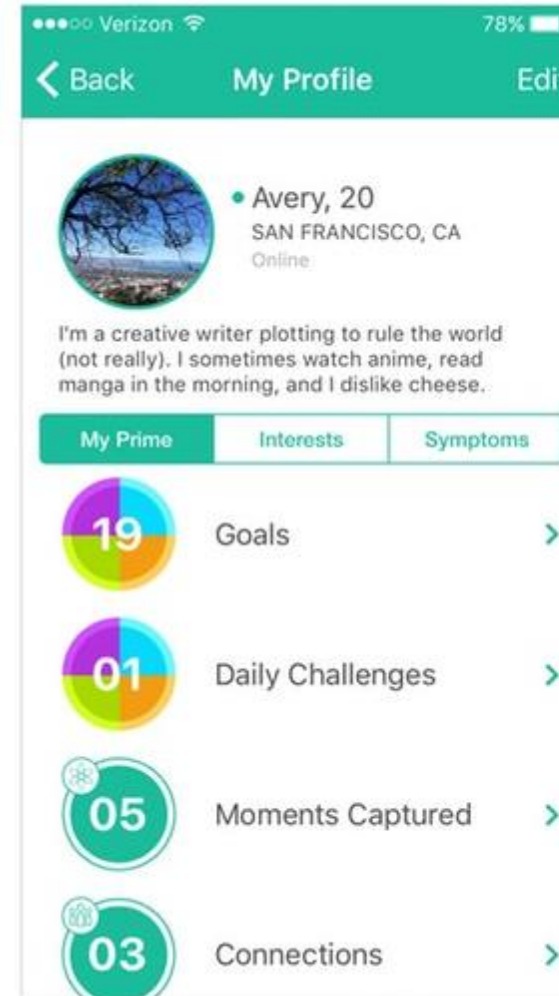 Verizon 78%
Back My Profile Edi
Avery, 20
SAN FRANCISCO, CA
Online
I'm a creative writer plotting to rule the world
(not really). I sometimes watch anime, read
manga in the morning, and I dislike cheese.
My Prime Interests Symptoms
19 Goals
01 Daily Challenges
05 Moments Captured
03 Connections